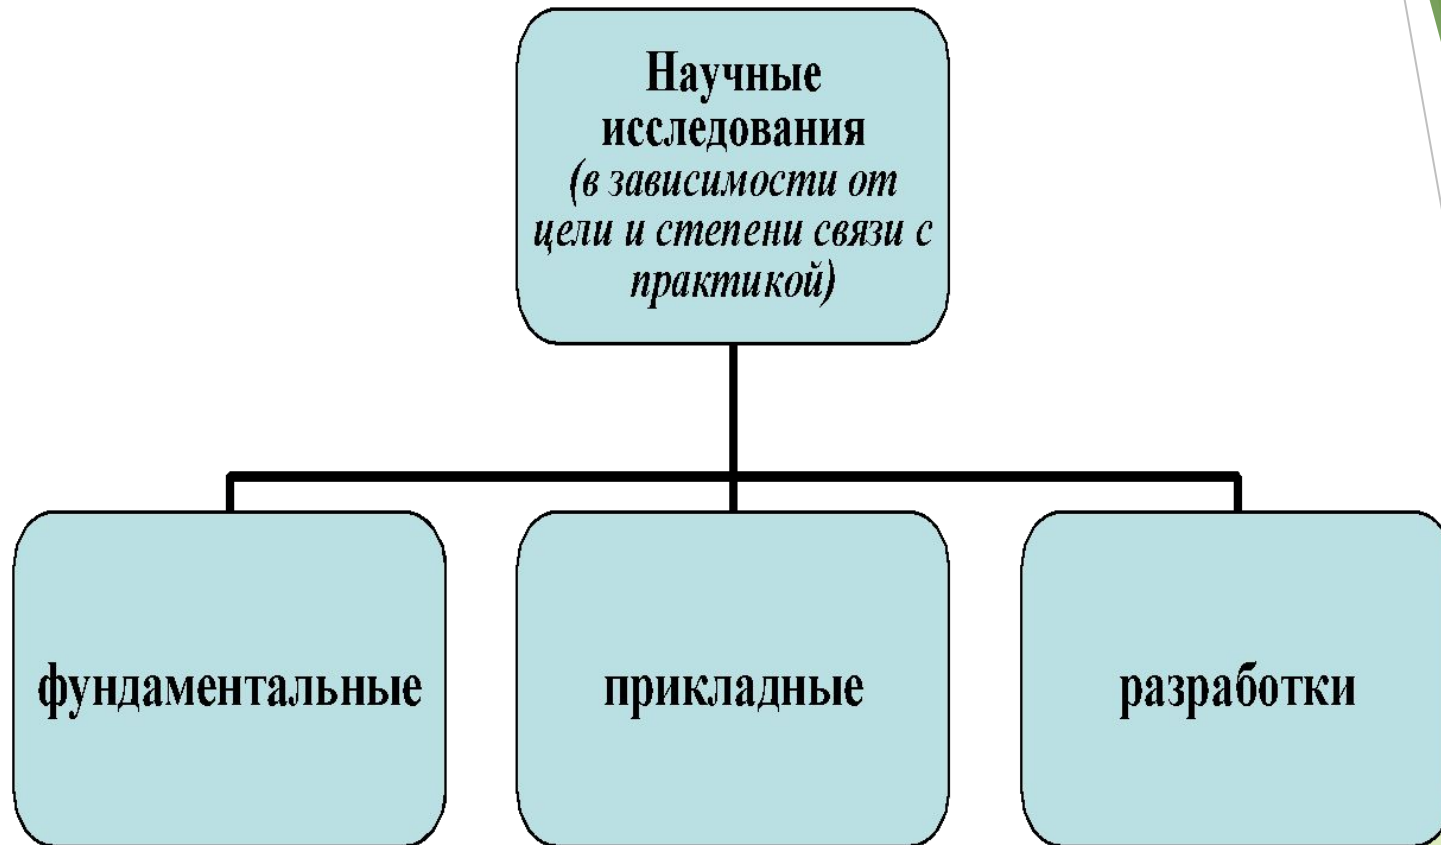 Научные
исследования
(в зависимости от
цели и степени связи с
практикой)
фундаментальные
прикладные
разработки